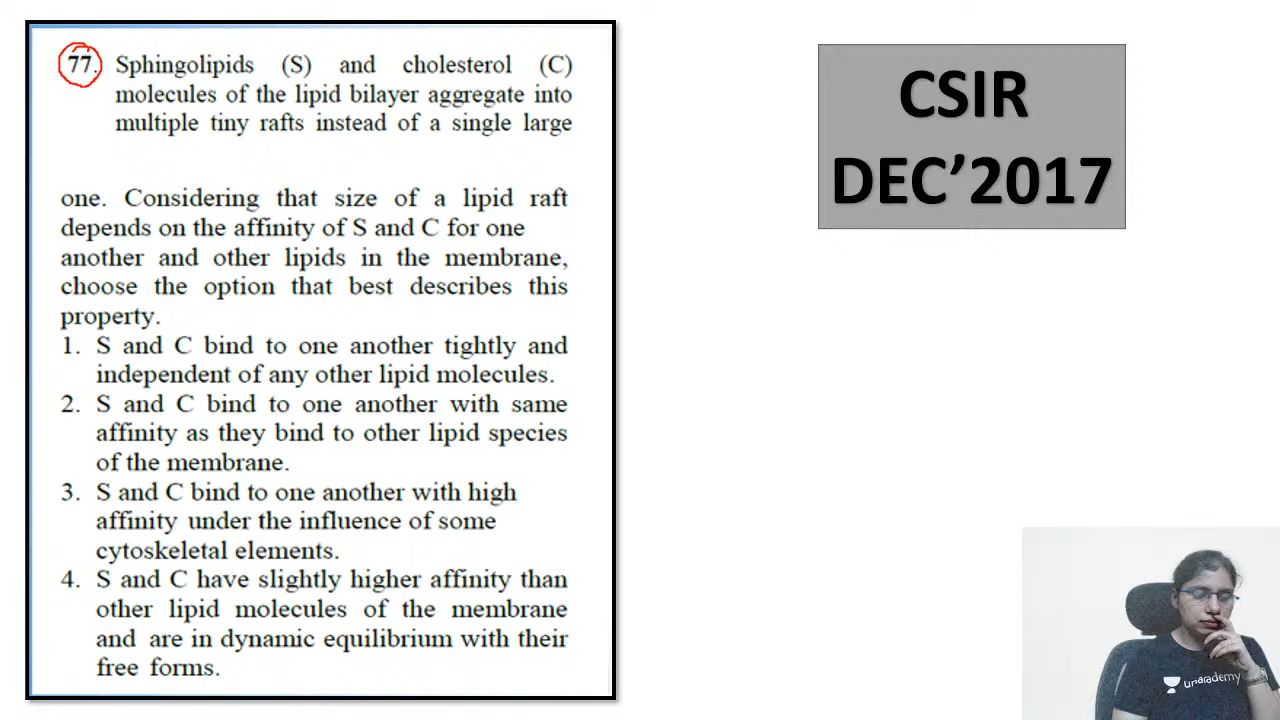 77. Sphingolipids (S) and cholesterol (C)
molecules of the lipid bilayer aggregate into
multiple tiny rafts instead of a single large
one. Considering that size of a lipid raft
depends on the affinity of S and C for one
another and other lipids in the membrane,
choose the option that best describes this
property.
1. S and C bind to one another tightly and
independent of any other lipid molecules.
2. S and C bind to one another with same
affinity as they bind to other lipid species
of the membrane.
3. S and C bind to one another with high
affinity under the influence of some
cytoskeletal elements.
4. S and C have slightly higher affinity than
other lipid molecules of the membrane
and are in dynamic equilibrium with their
free forms.
CSIR
DEC’2017
unacademy